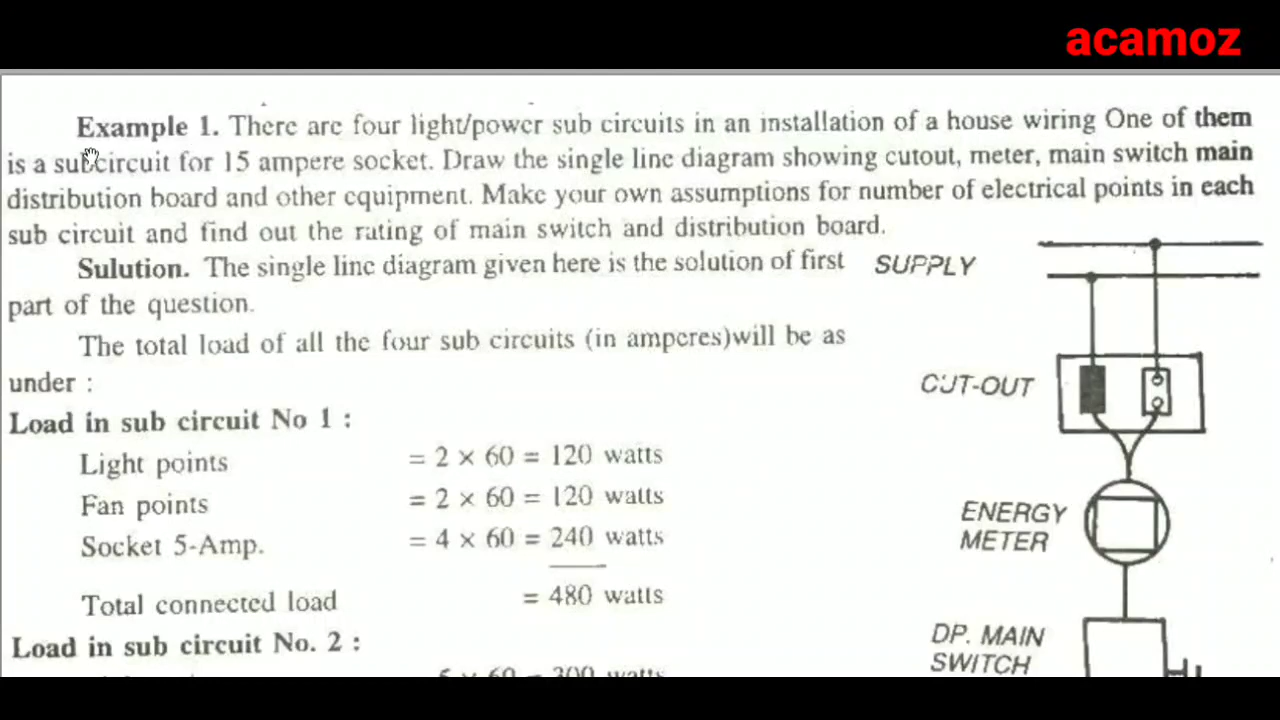 acamoz
Example 1. There are four light/power sub circuits in an installation of a house wiring One of them
is a subcircuit for 15 ampere socket. Draw the single line diagram showing cutout, meter, main switch main
distribution board and other equipment. Make your own assumptions for number of electrical points in each
sub circuit and find out the rating of main switch and distribution board.
Sulution. The single line diagram given here is the solution of first
part of the question.
The total load of all the four sub circuits (in amperes)will be as
under :
Load in sub circuit No 1 :
Light points = 2 × 60 = 120 watts
Fan points = 2 × 60 = 120 watts
Socket 5-Amp. = 4 × 60 = 240 watts
Total connected load = 480 watts
Load in sub circuit No. 2 :
5 × 60 = 300 watts
SUPPLY
CUT-OUT
ENERGY
METER
DP. MAIN
SWITCH